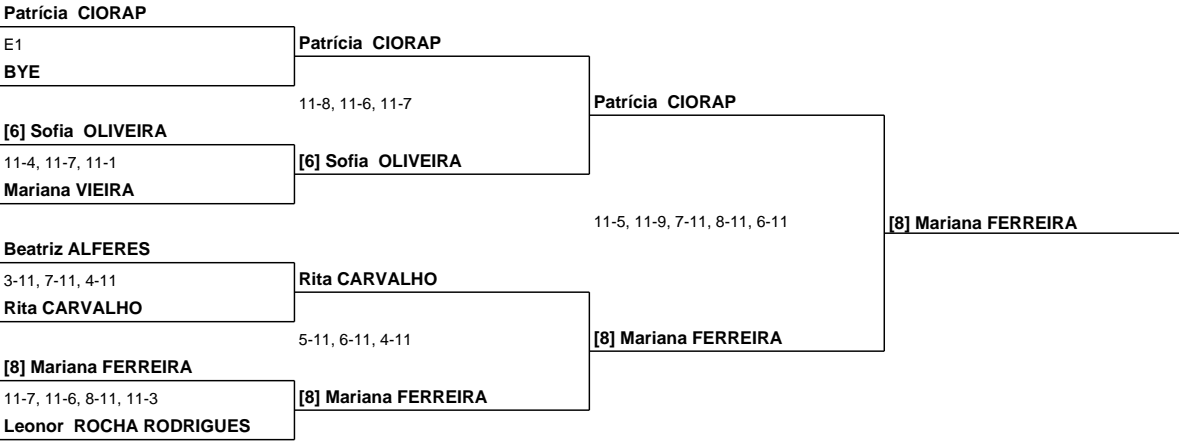 Patrícia CIORAP
E1
BYE
[6] Sofia OLIVEIRA
11-4, 11-7, 11-1
Mariana VIEIRA
Beatriz ALFERES
3-11, 7-11, 4-11
Rita CARVALHO
[8] Mariana FERREIRA
11-7, 11-6, 8-11, 11-3
Leonor ROCHA RODRIGUES
Patrícia CIORAP
11-8, 11-6, 11-7
[6] Sofia OLIVEIRA
Rita CARVALHO
5-11, 6-11, 4-11
[8] Mariana FERREIRA
Patrícia CIORAP
11-5, 11-9, 7-11, 8-11, 6-11
[8] Mariana FERREIRA
[8] Mariana FERREIRA